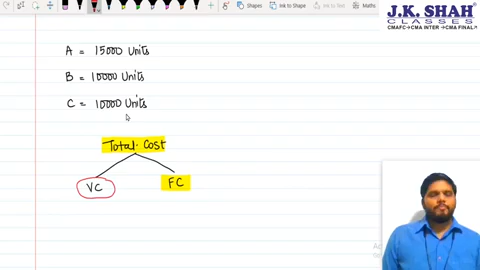 Shapes
Ink to Shape
Ink to Text
J.K. SHAH®
CLASSES
CMAFC→CMA INTER→CMA FINAL
A = 15000 Units
B = 10000 Units
C = 10000 Units
Total Cost
VC FC